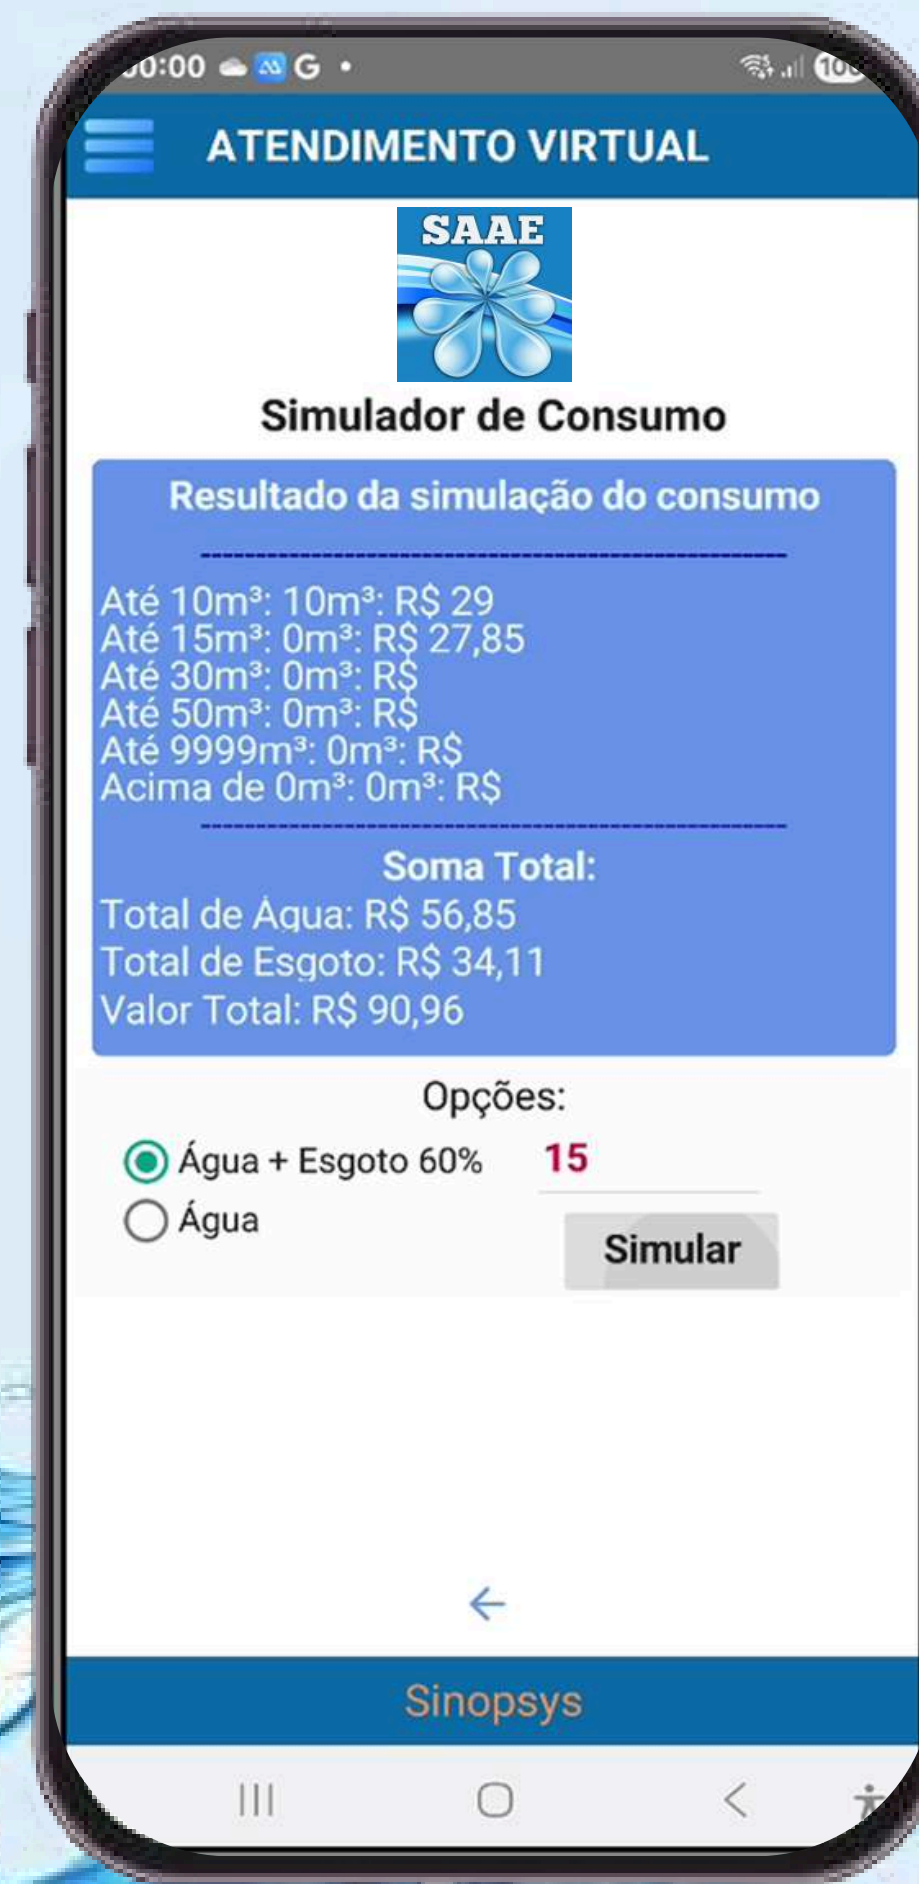 00:00 G
ATENDIMENTO VIRTUAL
SAAE
Simulador de Consumo
Resultado da simulação do consumo
Até 10m³: 10m³: R$ 29
Até 15m³: 0m³: R$ 27,85
Até 30m³: 0m³: R$
Até 50m³: 0m³: R$
Até 9999m³: 0m³: R$
Acima de 0m³: 0m³: R$
Soma Total:
Total de Água: R$ 56,85
Total de Esgoto: R$ 34,11
Valor Total: R$ 90,96
Opções:
Água + Esgoto 60% 15
Água
Simular
Sinopsys